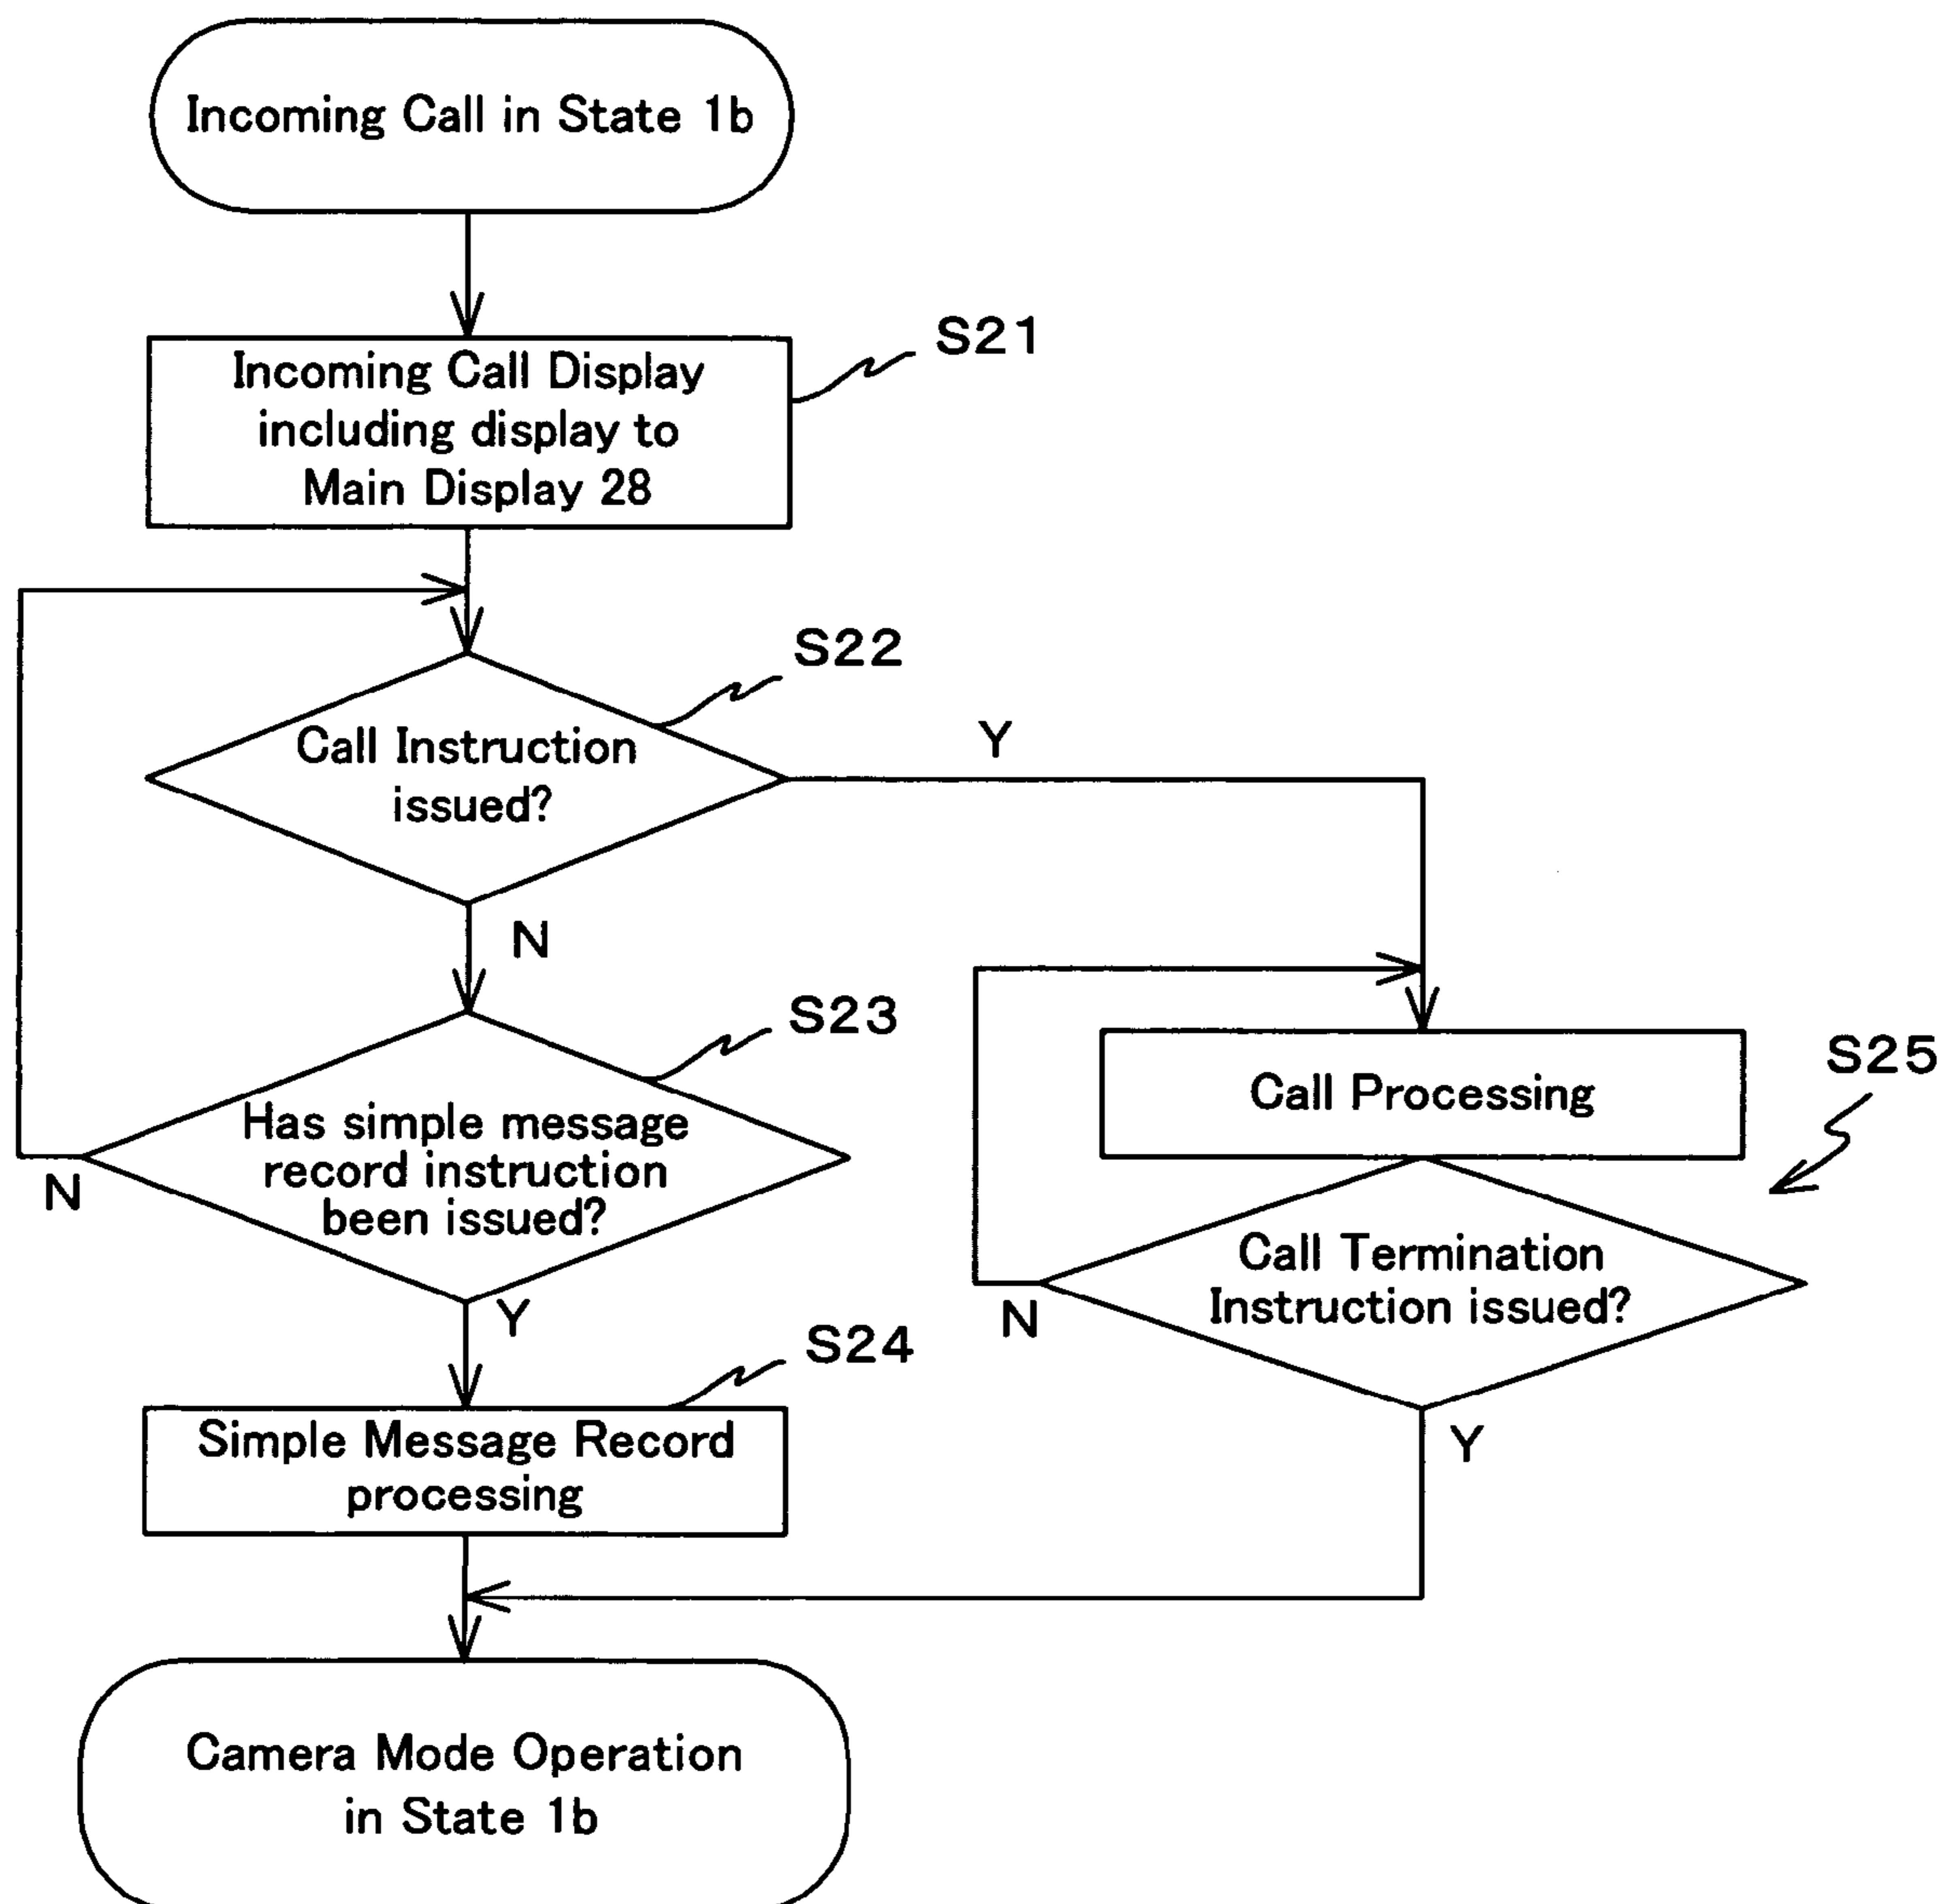 Incoming Call in State 1b
S21
Incoming Call Display
including display to
Main Display 28
S22
Call Instruction
issued?
Y
N
S23
Has simple message
record instruction
been issued?
N
Y
S25
Call Processing
Call Termination
Instruction issued?
N
Y
S24
Simple Message Record
processing
Camera Mode Operation
in State 1b